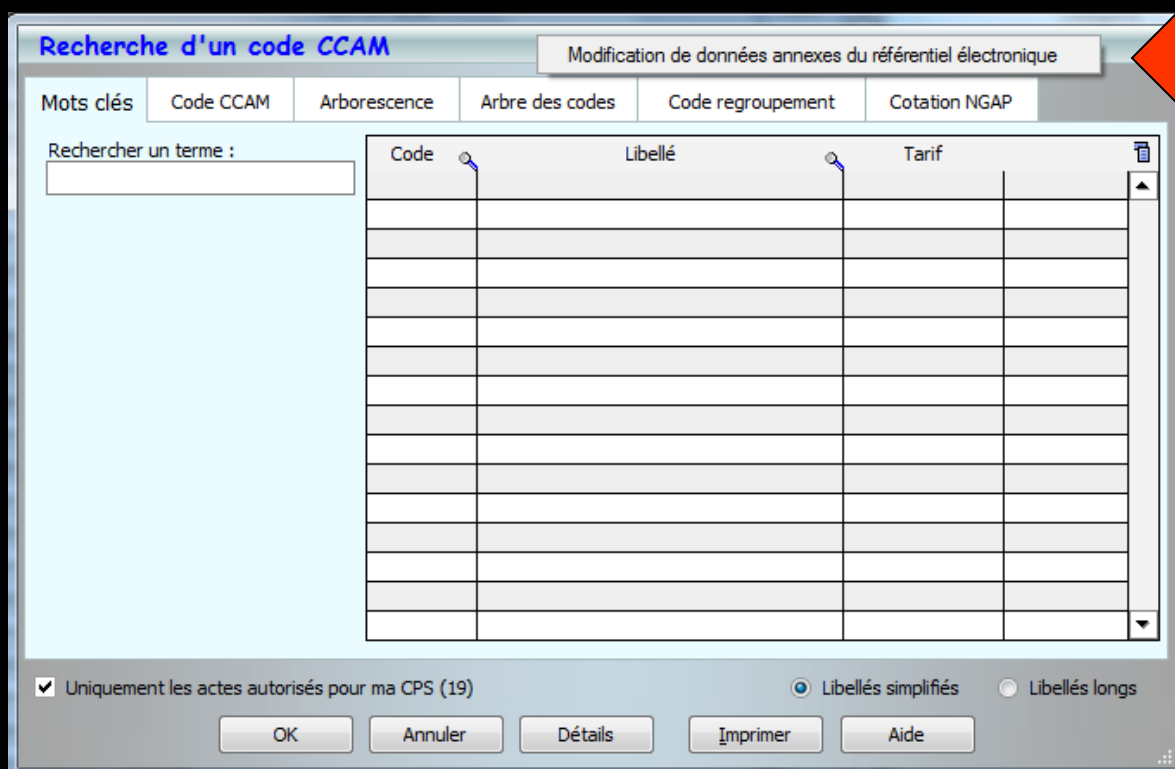 Recherche d'un code CCAM
Modification de données annexes du référentiel électronique
Mots clés Code CCAM Arborescence Arbre des codes Code regroupement Cotation NGAP
Rechercher un terme :
Code Libellé Tarif
Uniquement les actes autorisés pour ma CPS (19) Libellés simplifiés Libellés longs
OK Annuler Détails Imprimer Aide